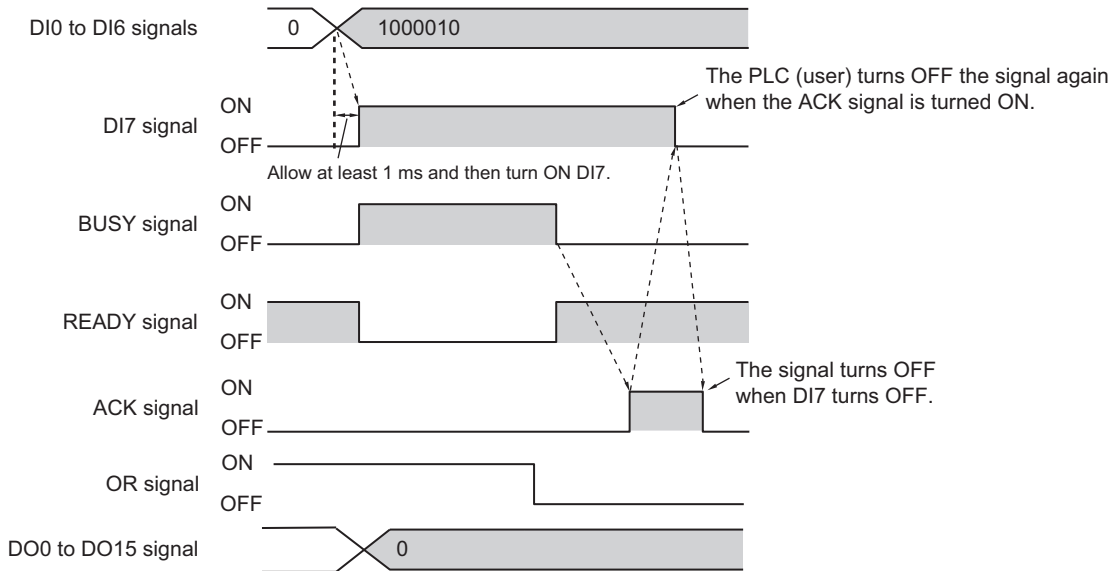 DI0 to DI6 signals
0
1000010
The PLC (user) turns OFF the signal again
when the ACK signal is turned ON.
DI7 signal
ON
OFF
Allow at least 1 ms and then turn ON DI7.
BUSY signal
ON
OFF
READY signal
ON
OFF
The signal turns OFF
when DI7 turns OFF.
ACK signal
ON
OFF
OR signal
ON
OFF
DO0 to DO15 signal
0